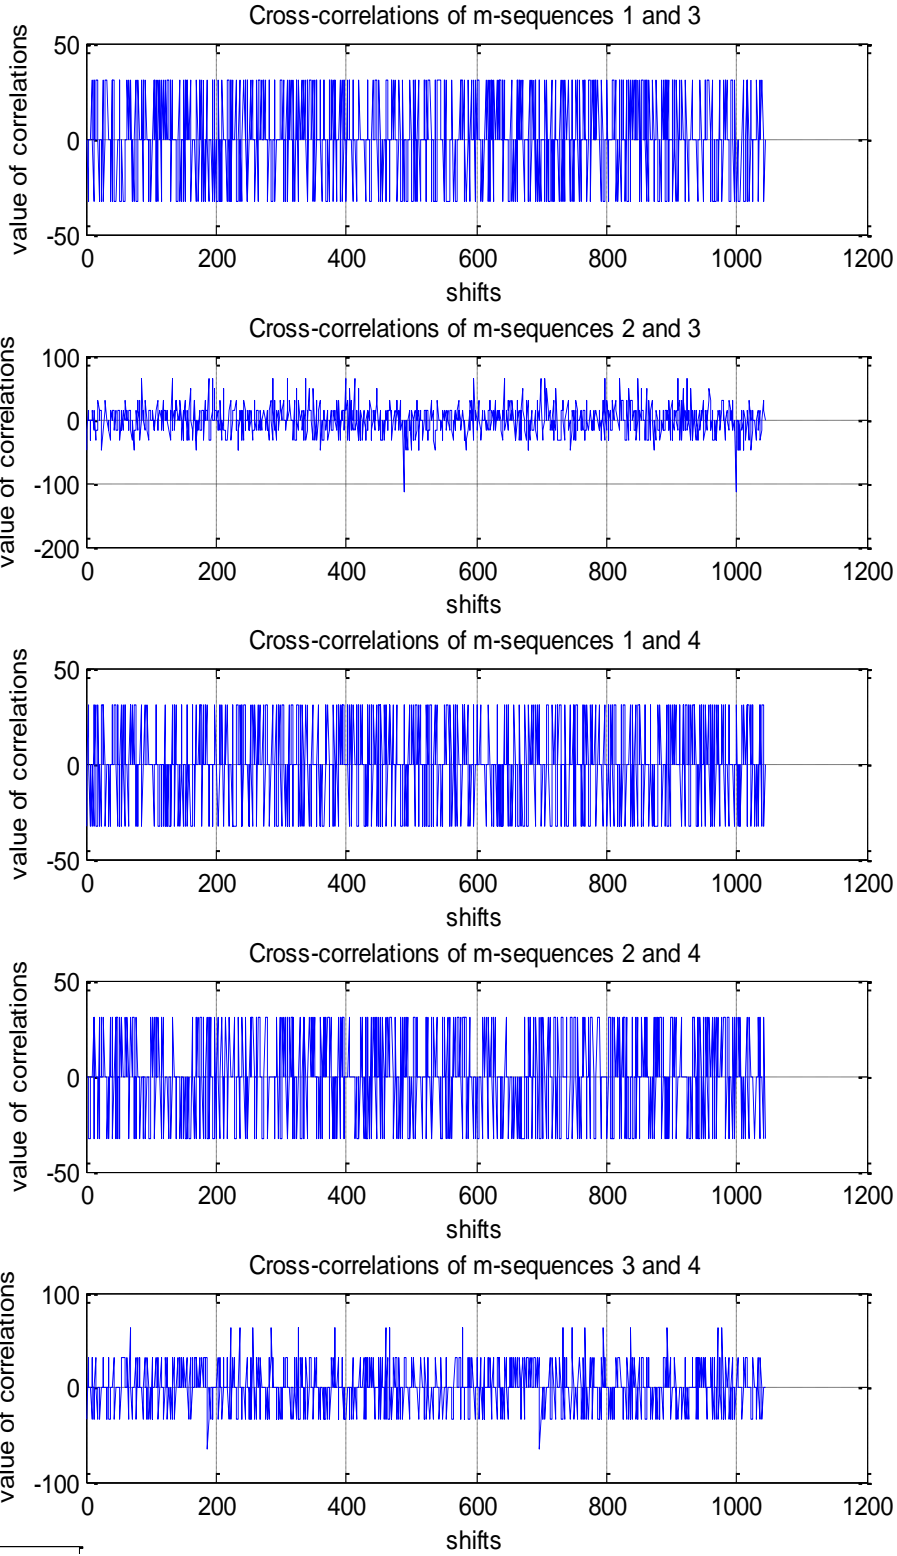 Cross-correlations of m-sequences 1 and 3
value of correlations
50
0
-50
0 200 400 600 800 1000 1200
shifts
Cross-correlations of m-sequences 2 and 3
value of correlations
100
0
-100
-200
0 200 400 600 800 1000 1200
shifts
Cross-correlations of m-sequences 1 and 4
value of correlations
50
0
-50
0 200 400 600 800 1000 1200
shifts
Cross-correlations of m-sequences 2 and 4
value of correlations
50
0
-50
0 200 400 600 800 1000 1200
shifts
Cross-correlations of m-sequences 3 and 4
value of correlations
100
0
-100
0 200 400 600 800 1000 1200
shifts